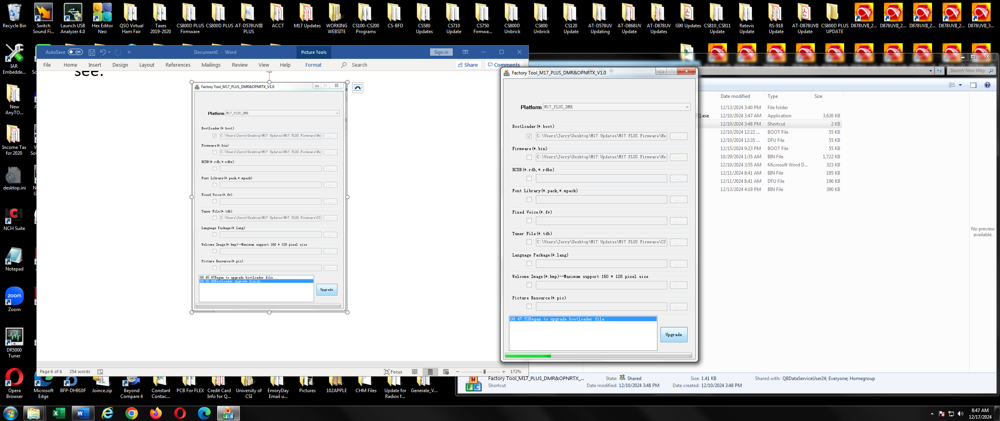 Recycle Bin
Switch Sound Fi...
Launch USB Analyzer 4.0
Hex Editor Neo
QSO Virtual Ham Fair
Taxes 2019-2020
CS800D PLUS Firmware
CS800D PLUS
AT-D578UVIII PLUS
ACCT
M17 Updates
WORKING WEBSITE
CS100-CS200 Programs
CS-BFD
CS580 Updates
CS710 Update
CS750 Firmwa...
CS800D Unbrick
CS800 Unbrick
CS120 Update
AT-D578UV Updating
AT-D868UV Update
AT-D878UV Updates
G90 Updates
CS810_CS811 Update
Retevis Update
RS-918 Update
AT-D878UVII Update
CS800D PLUS UPDATE
D878UVII_2...
D878UVII_2...
D878UVII_2...
D878UVII_2...
D878UVII_3...
IAR Embedde...
New AnyTO...
Income Tax for 2020
desktop.ini
NCH Suite
Notepad
Zoom
DR5000 Tuner
AutoSave Off
Document1 - Word
Picture Tools
Sign in
File Home Insert Design Layout References Mailings Review View Help Format Search
Share
Comments
see:
Factory Tool_M17_PLUS_DMR&OPNRTX_V1.0
Platform M17_PLUS_DMR
Bootloader(*.boot)
C:\Users\Jerry\Desktop\M17 Updates\M17 PLUS Firmware\Ne ...
Firmware(*.bin)
C:\Users\Jerry\Desktop\M17 Updates\M17 PLUS Firmware\Ne ...
RCDB(*.rdb,*.rdbx)
...
Font Library(*.pack,*.mpack)
...
Fixed Voice(*.fv)
...
Tuner File(*.tdb)
C:\Users\Jerry\Desktop\M17 Updates\M17 PLUS Firmware\CS ...
Language Package(*.lang)
...
Welcome Image(*.bmp)--Maximum support 160 * 128 pixel size
...
Picture Resource(*.pic)
...
08:45:47Began to upgrade bootloader file...
08:45:49Bootloader upgrade finish...
Upgrade
Page 6 of 6 254 words
Focus
172%
Factory Tool_M17_PLUS_DMR&OPNRTX_V1.0
Platform M17_PLUS_DMR
Bootloader(*.boot)
C:\Users\Jerry\Desktop\M17 Updates\M17 PLUS Firmware\Ne ...
Firmware(*.bin)
C:\Users\Jerry\Desktop\M17 Updates\M17 PLUS Firmware\Ne ...
RCDB(*.rdb,*.rdbx)
...
Font Library(*.pack,*.mpack)
...
Fixed Voice(*.fv)
...
Tuner File(*.tdb)
C:\Users\Jerry\Desktop\M17 Updates\M17 PLUS Firmware\CS ...
Language Package(*.lang)
...
Welcome Image(*.bmp)--Maximum support 160 * 128 pixel size
...
Picture Resource(*.pic)
...
08:47:53Began to upgrade bootloader file...
Upgrade
Search New Way
Date modified Type Size
12/13/2024 3:40 PM File folder
].exe 12/10/2024 3:47 AM Application 3,626 KB
12/10/2024 3:48 PM Shortcut 2 KB
12/10/2024 12:22 ... BOOT File 55 KB
12/10/2024 12:35 ... DFU File 55 KB
12/15/2024 9:23 PM BOOT File 55 KB
10/29/2024 1:35 AM BIN File 1,722 KB
12/10/2024 3:55 AM Microsoft Word D... 323 KB
12/11/2024 8:41 AM BIN File 195 KB
12/11/2024 8:41 AM DFU File 196 KB
12/13/2024 4:19 PM BIN File 390 KB
No preview available.
Factory Tool_M17_PLUS_DMR&OPNRTX_...
Shortcut
State: Shared
Date modified: 12/10/2024 3:48 PM
Size: 1.41 KB
Date created: 12/10/2024 3:48 PM
Shared with: QBDataServiceUser24; Everyone; Homegroup
Opera Browser
Microsoft Edge
BFP-DH910F
Joince.zip
Beyond Compare 4
Constant Contac...
PCB For FLEX
Credit Card Info for Q...
University of CSI
EmoryDay Email u...
Pictures
102APPLE
CHM Files
Update for Radios f...
Generate_V...
8:47 AM
12/17/2024